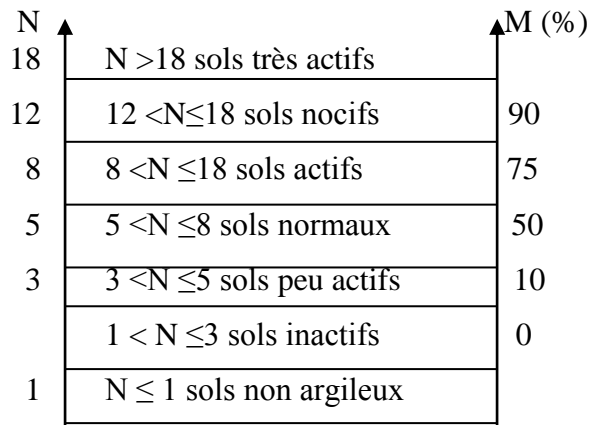 N M (%)
18 N >18 sols très actifs
12 12 <N≤18 sols nocifs 90
8 8 <N ≤18 sols actifs 75
5 5 <N ≤8 sols normaux 50
3 3 <N ≤5 sols peu actifs 10
1 < N ≤3 sols inactifs 0
1 N ≤ 1 sols non argileux